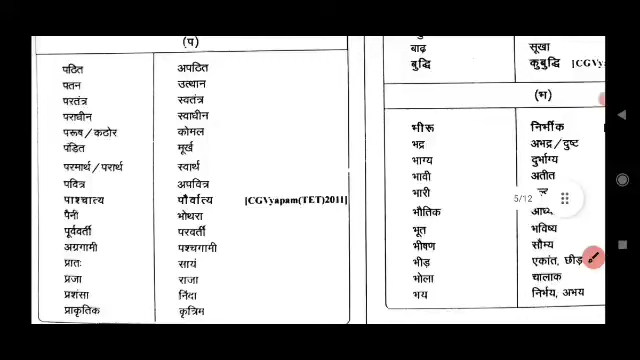 (प)
पठित अपठित
पतन उत्थान
परतंत्र स्वतंत्र
पराधीन स्वाधीन
परूष/कठोर कोमल
पंडित मूर्ख
परमार्थ/परार्थ स्वार्थ
पवित्र अपवित्र
पाश्चात्य पौर्वात्य [CGVyapam(TET)2011]
पैनी भोथरा
पूर्ववर्ती परवर्ती
अग्रगामी पश्चगामी
प्रातः सायं
प्रजा राजा
प्रशंसा निंदा
प्राकृतिक कृत्रिम
बाढ़ सूखा
बुद्धि कुबुद्धि [CGVy
(भ)
भीरू निर्भीक
भद्र अभद्र/दुष्ट
भाग्य दुर्भाग्य
भावी अतीत
भारी
5/12
भौतिक
भूत भविष्य
भीषण सौम्य
भीड़ एकांत, छीड़
भोला चालाक
भय निर्भय, अभय